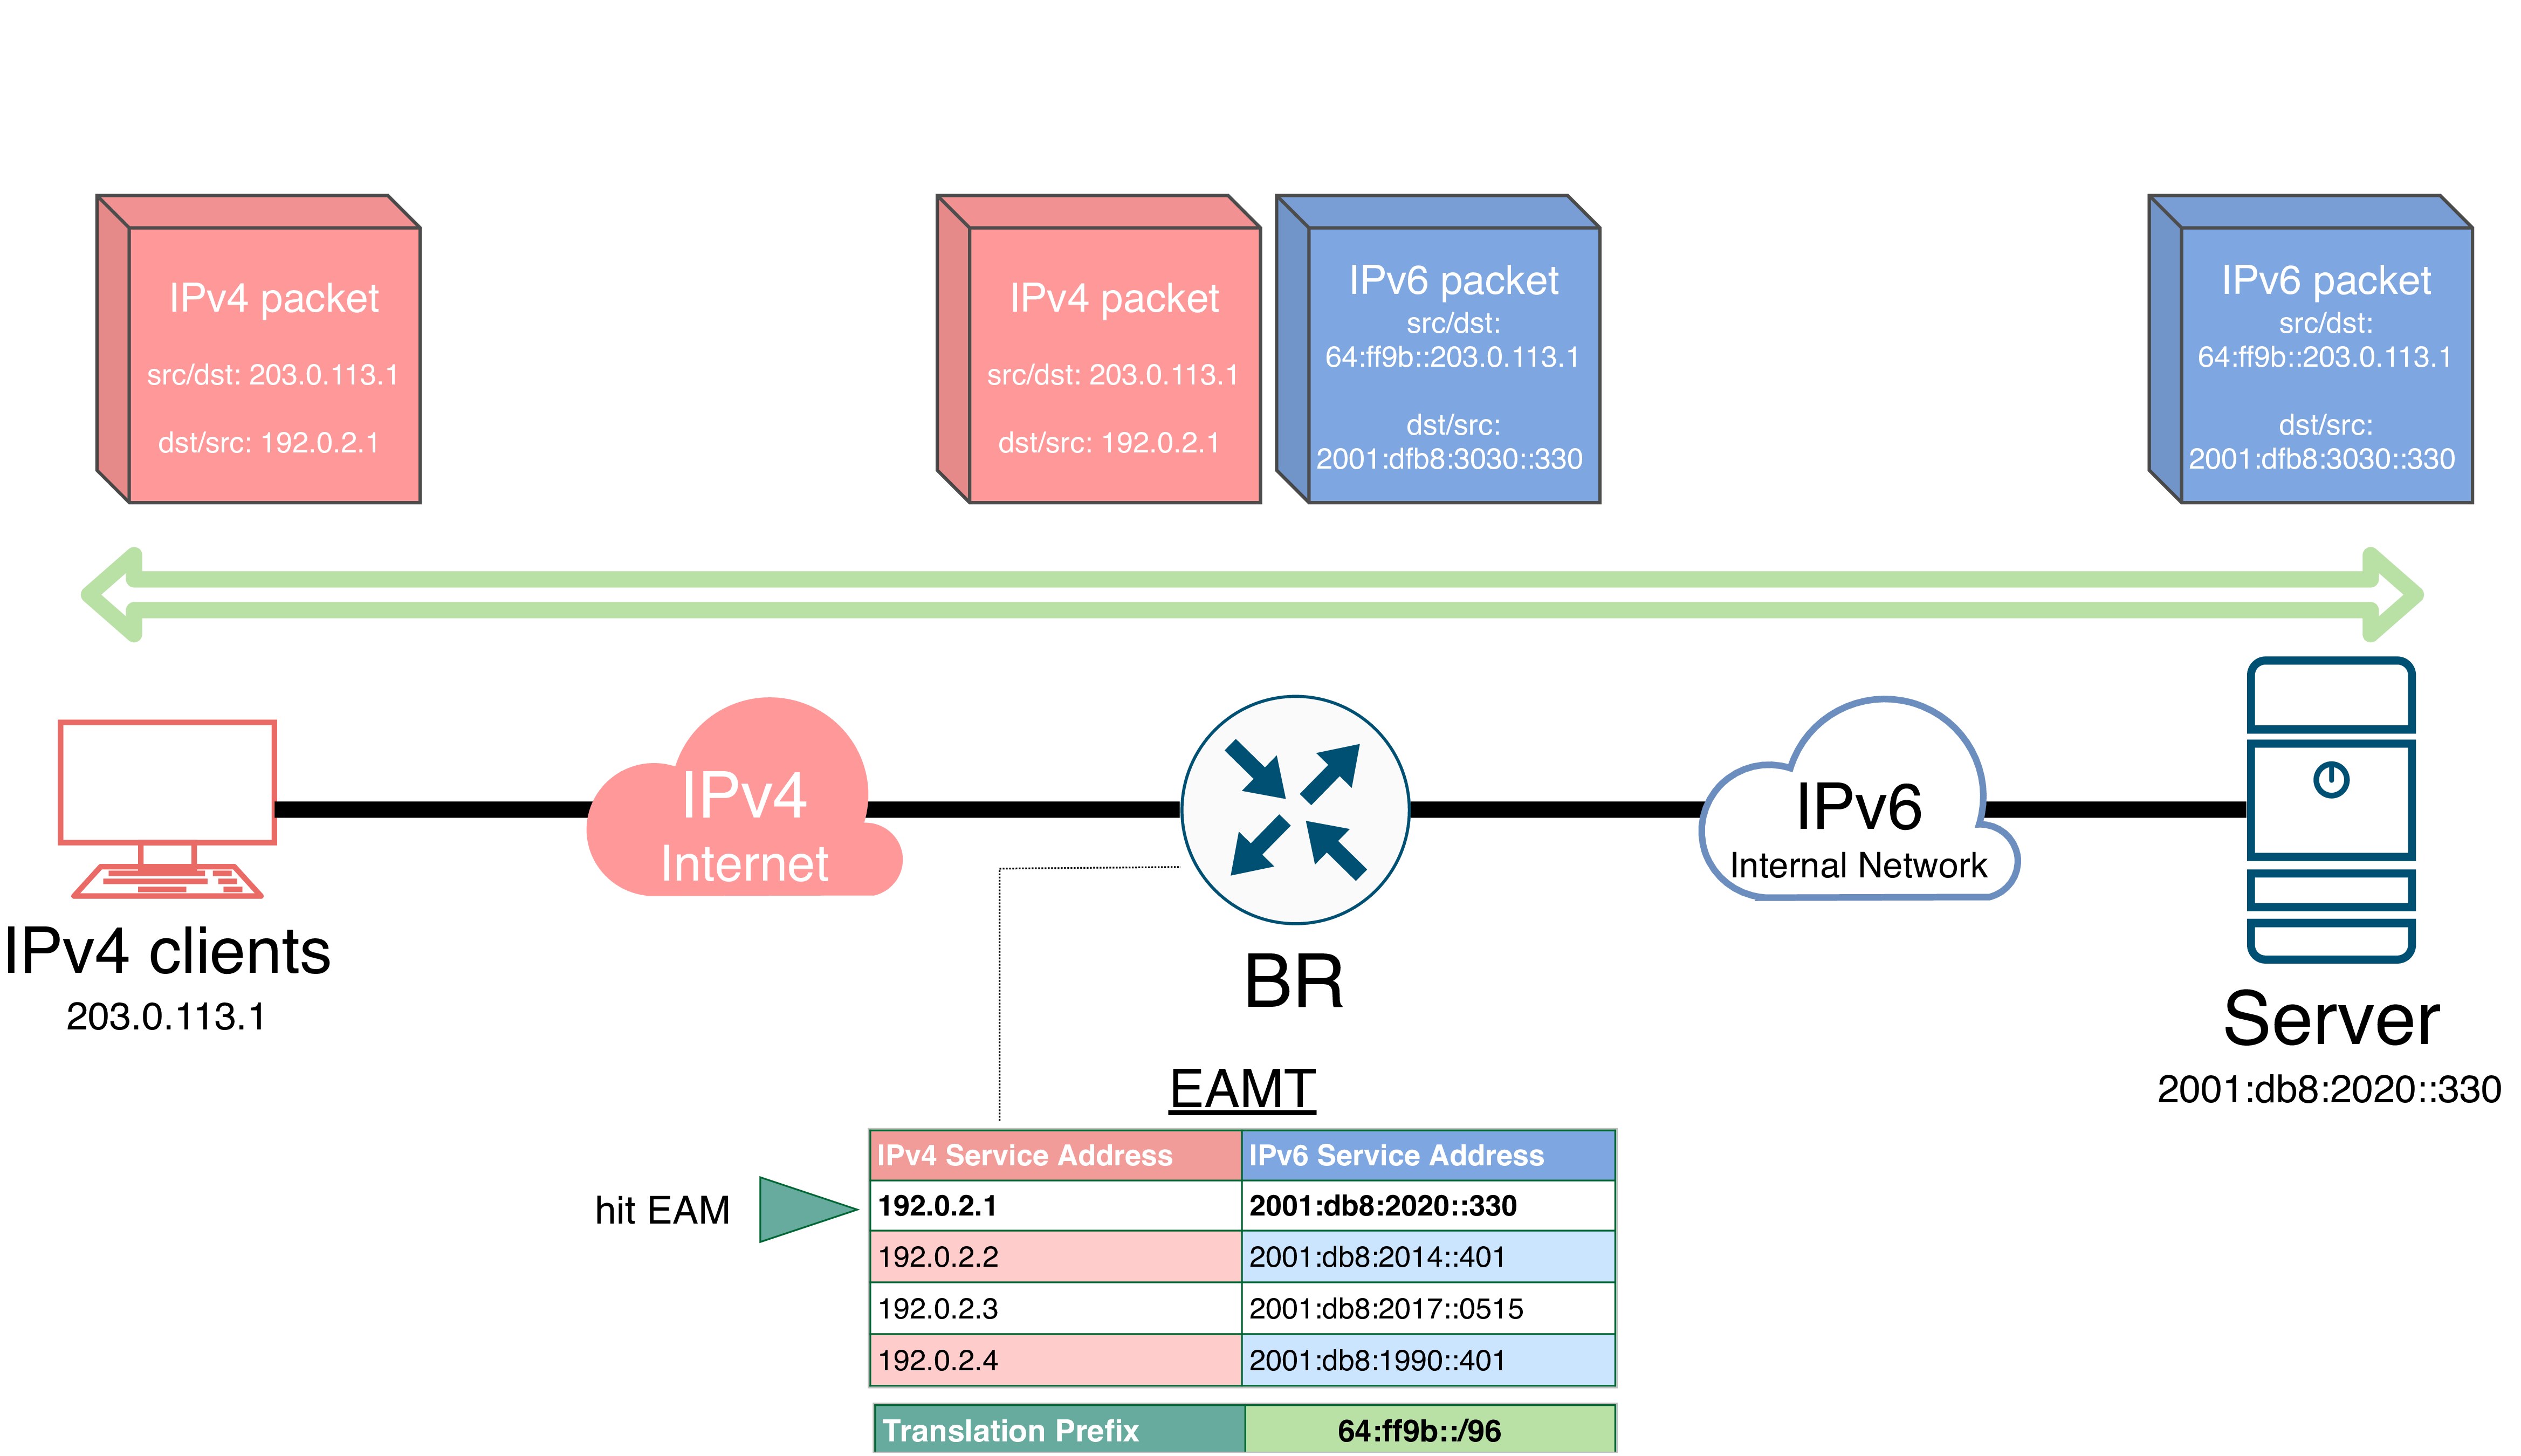 IPv4 packet
src/dst: 203.0.113.1
dst/src: 192.0.2.1
IPv4 packet
src/dst: 203.0.113.1
dst/src: 192.0.2.1
IPv6 packet
src/dst:
64:ff9b::203.0.113.1
dst/src:
2001:dfb8:3030::330
IPv6 packet
src/dst:
64:ff9b::203.0.113.1
dst/src:
2001:dfb8:3030::330
IPv4 clients
203.0.113.1
IPv4
Internet
BR
IPv6
Internal Network
Server
2001:db8:2020::330
EAMT
IPv4 Service Address IPv6 Service Address
hit EAM 192.0.2.1 2001:db8:2020::330
192.0.2.2 2001:db8:2014::401
192.0.2.3 2001:db8:2017::0515
192.0.2.4 2001:db8:1990::401
Translation Prefix 64:ff9b::/96